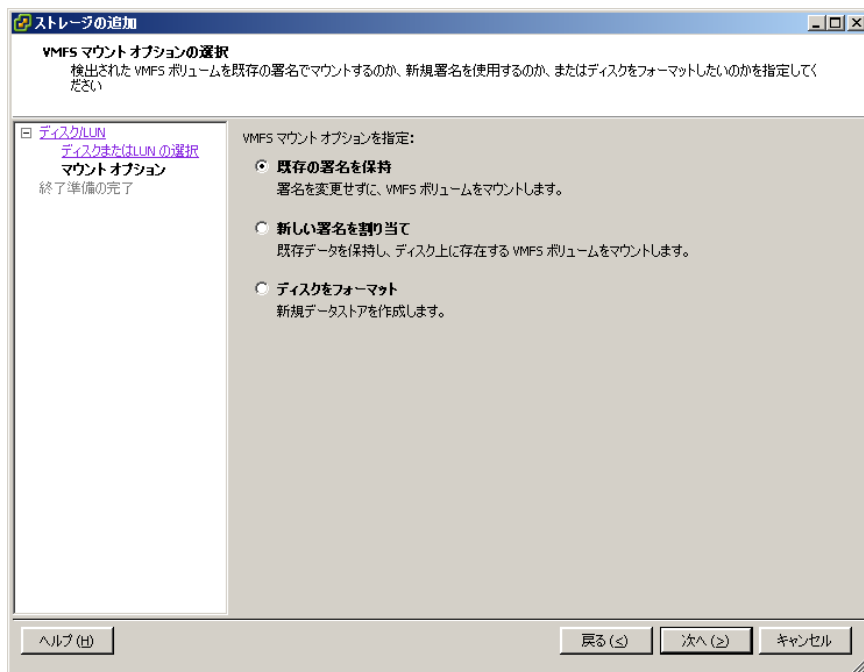 ストレージの追加
VMFS マウント オプションの選択
検出された VMFS ボリュームを既存の署名でマウントするのか、新規署名を使用するのか、またはディスクをフォーマットしたいのかを指定してく
ださい
ディスク/LUN
ディスクまたはLUN の選択
マウント オプション
終了準備の完了
VMFS マウント オプションを指定:
既存の署名を保持
署名を変更せずに、VMFS ボリュームをマウントします。
新しい署名を割り当て
既存データを保持し、ディスク上に存在する VMFS ボリュームをマウントします。
ディスクをフォーマット
新規データストアを作成します。
ヘルプ(H)
戻る(<)
次へ(>)
キャンセル